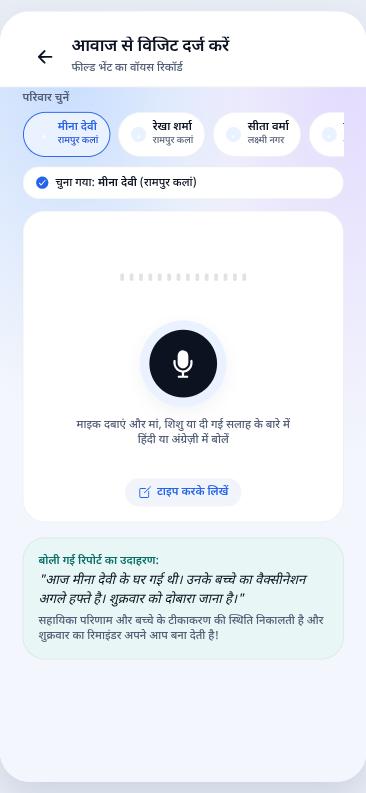 आवाज से विजिट दर्ज करें
फील्ड भेंट का वॉयस रिकॉर्ड
परिवार चुनें
मीना देवी
रामपुर कलां
रेखा शर्मा
रामपुर कलां
सीता वर्मा
लक्ष्मी नगर
चुना गया: मीना देवी (रामपुर कलां)
माइक दबाएं और मां, शिशु या दी गई सलाह के बारे में
हिंदी या अंग्रेज़ी में बोलें
टाइप करके लिखें
बोली गई रिपोर्ट का उदाहरण:
"आज मीना देवी के घर गई थी। उनके बच्चे का वैक्सीनेशन
अगले हफ्ते है। शुक्रवार को दोबारा जाना है।"
सहायिका परिणाम और बच्चे के टीकाकरण की स्थिति निकालती है और
शुक्रवार का रिमाइंडर अपने आप बना देती है!